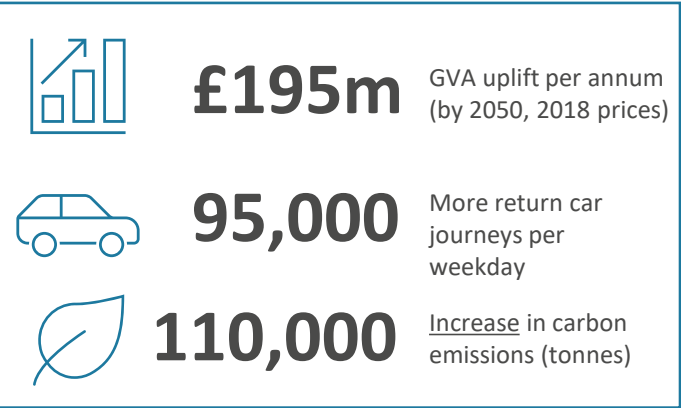 £195m
GVA uplift per annum
(by 2050, 2018 prices)
95,000
More return car
journeys per
weekday
110,000
Increase in carbon
emissions (tonnes)